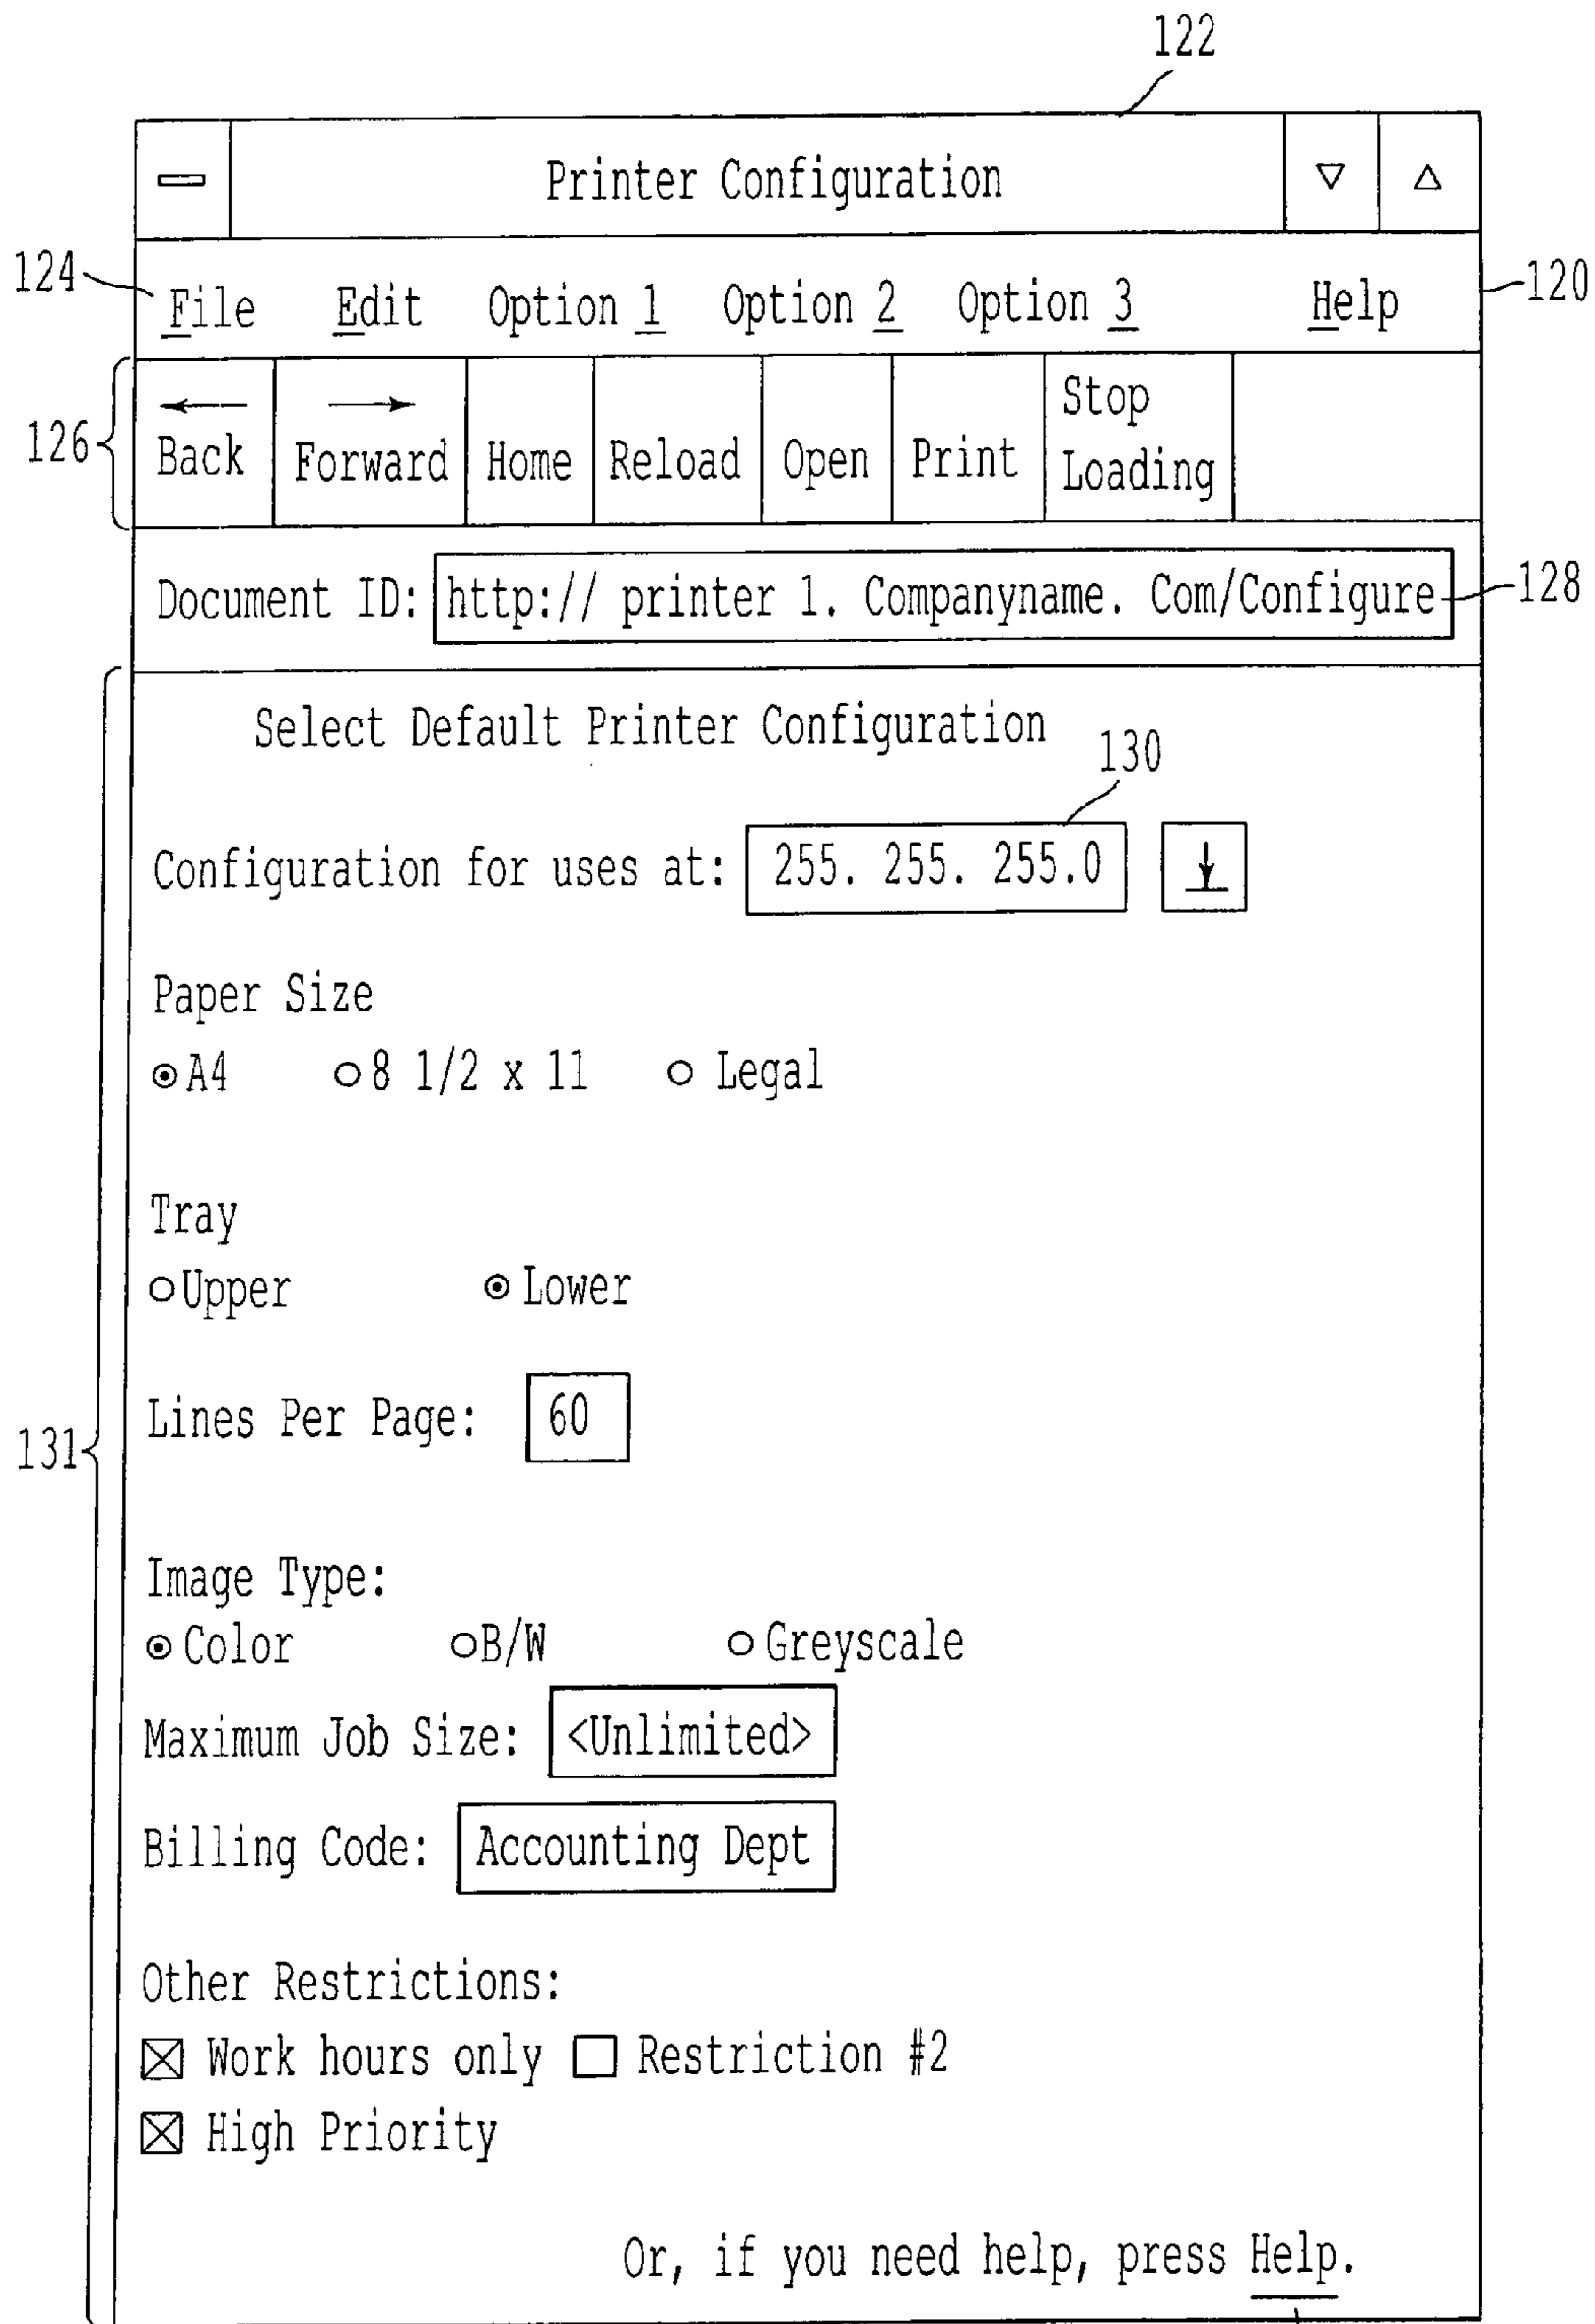 122
Printer Configuration
124
File Edit Option 1 Option 2 Option 3 Help
120
126
Back Forward Home Reload Open Print Stop Loading
Document ID: http:// printer 1. Companyname. Com/Configure
128
Select Default Printer Configuration
130
Configuration for uses at: 255. 255. 255.0
Paper Size
A4 8 1/2 x 11 Legal
Tray
Upper Lower
Lines Per Page: 60
131
Image Type:
Color B/W Greyscale
Maximum Job Size: <Unlimited>
Billing Code: Accounting Dept
Other Restrictions:
Work hours only Restriction #2
High Priority
Or, if you need help, press Help.